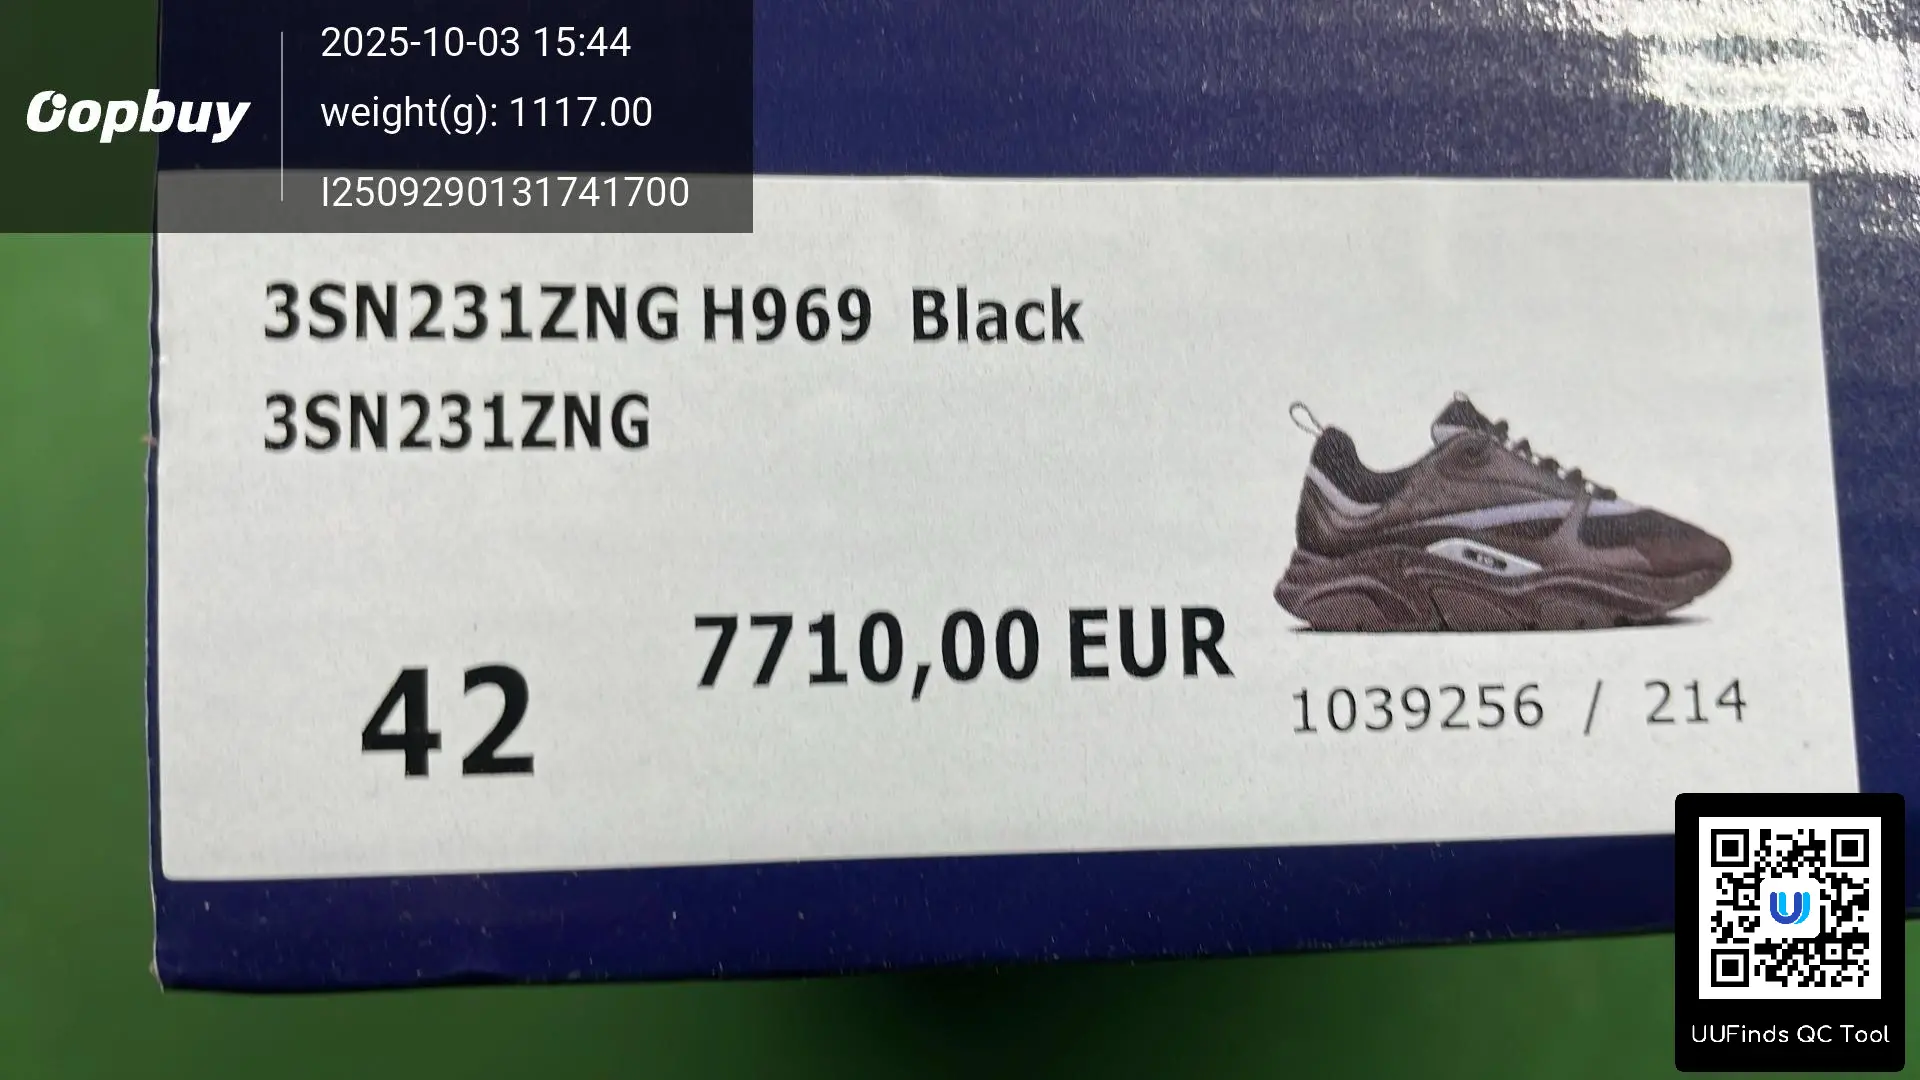 Oopbuy
2025-10-03 15:44
weight(g): 1117.00
I2509290131741700
3SN231ZNG H969 Black
3SN231ZNG
42
7710,00 EUR
1039256 / 214
UUFinds QC Tool